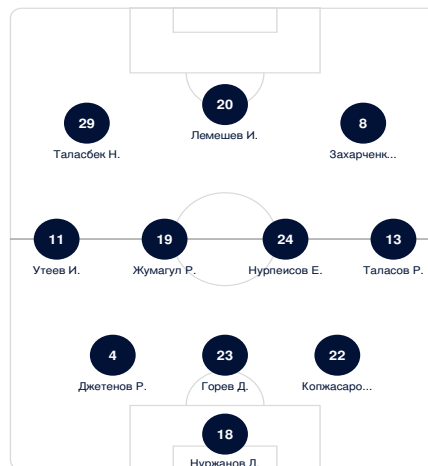 20
Лемешев И.
29
Таласбек Н.
8
Захарченк...
11
Утеев И.
19
Жумагул Р.
24
Нурпеисов Е.
13
Таласов Р.
4
Джетенов Р.
23
Горев Д.
22
Копжасаро...
18
Нуржанов Д.